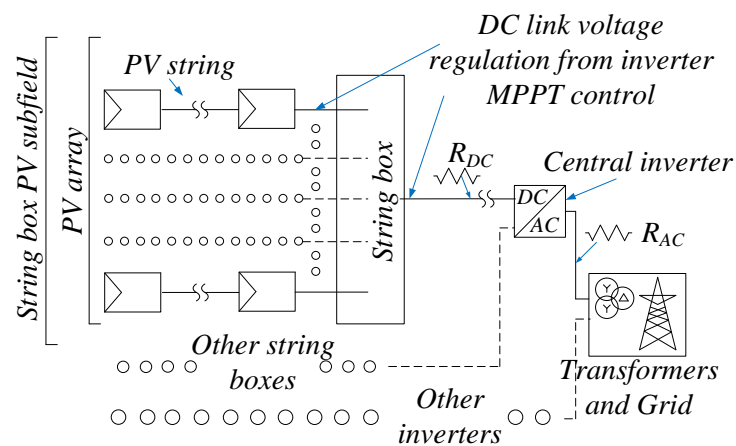 DC link voltage
regulation from inverter
MPPT control
PV string
String box PV subfield
PV array
String box
R_DC
Central inverter
DC
AC
R_AC
Y
Y
Δ
Other string
boxes
Transformers
and Grid
Other
inverters